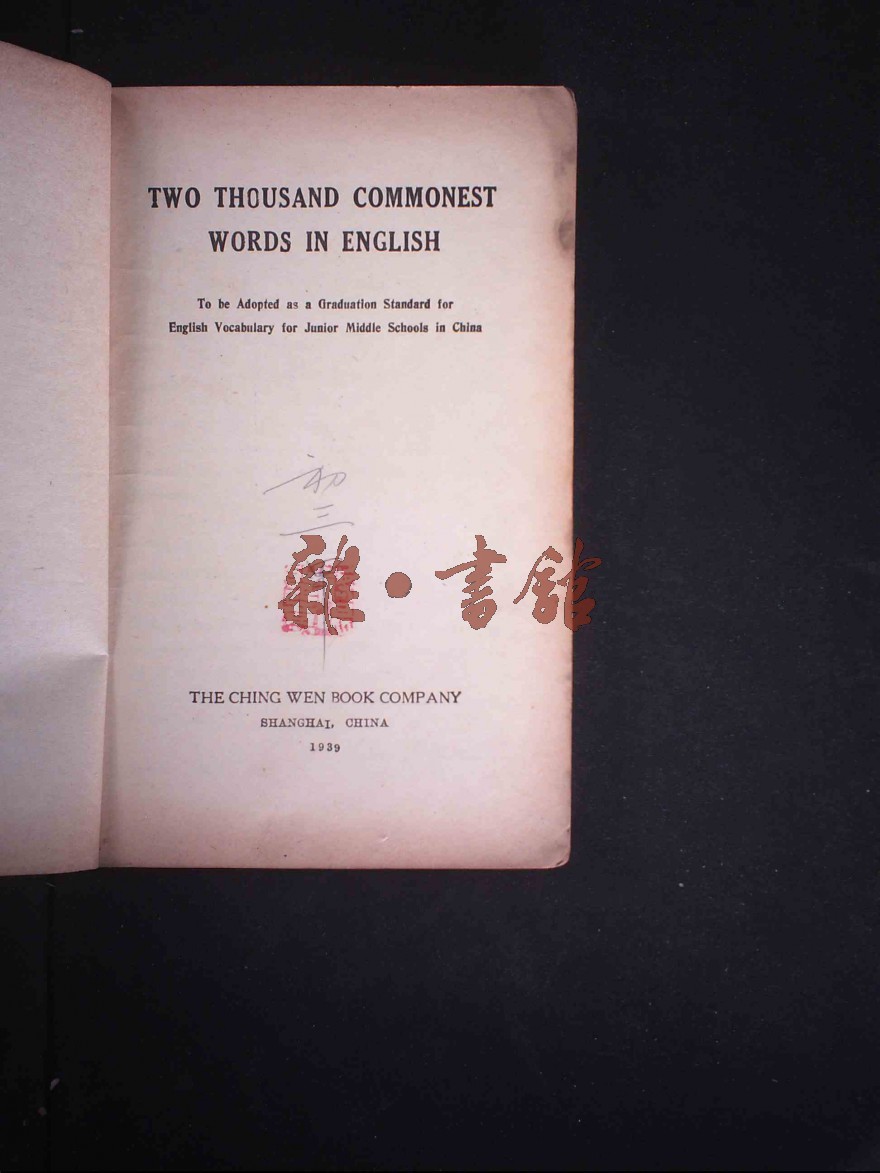 TWO THOUSAND COMMONEST
WORDS IN ENGLISH
To be Adopted as a Graduation Standard for
English Vocabulary for Junior Middle Schools in China
初
三
雜·書舘
THE CHING WEN BOOK COMPANY
SHANGHAI, CHINA
1939